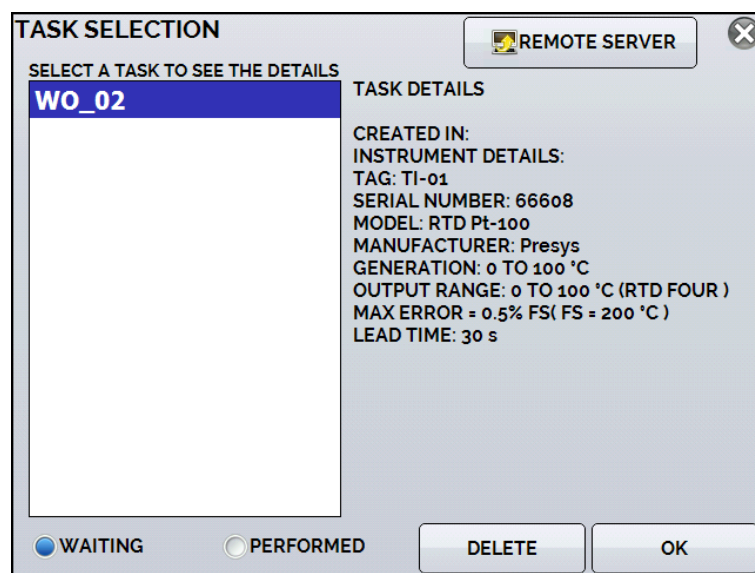 TASK SELECTION
REMOTE SERVER
SELECT A TASK TO SEE THE DETAILS
WO_02
TASK DETAILS
CREATED IN:
INSTRUMENT DETAILS:
TAG: TI-01
SERIAL NUMBER: 66608
MODEL: RTD Pt-100
MANUFACTURER: Presys
GENERATION: 0 TO 100 °C
OUTPUT RANGE: 0 TO 100 °C (RTD FOUR )
MAX ERROR = 0.5% FS( FS = 200 °C )
LEAD TIME: 30 s
WAITING
PERFORMED
DELETE
OK